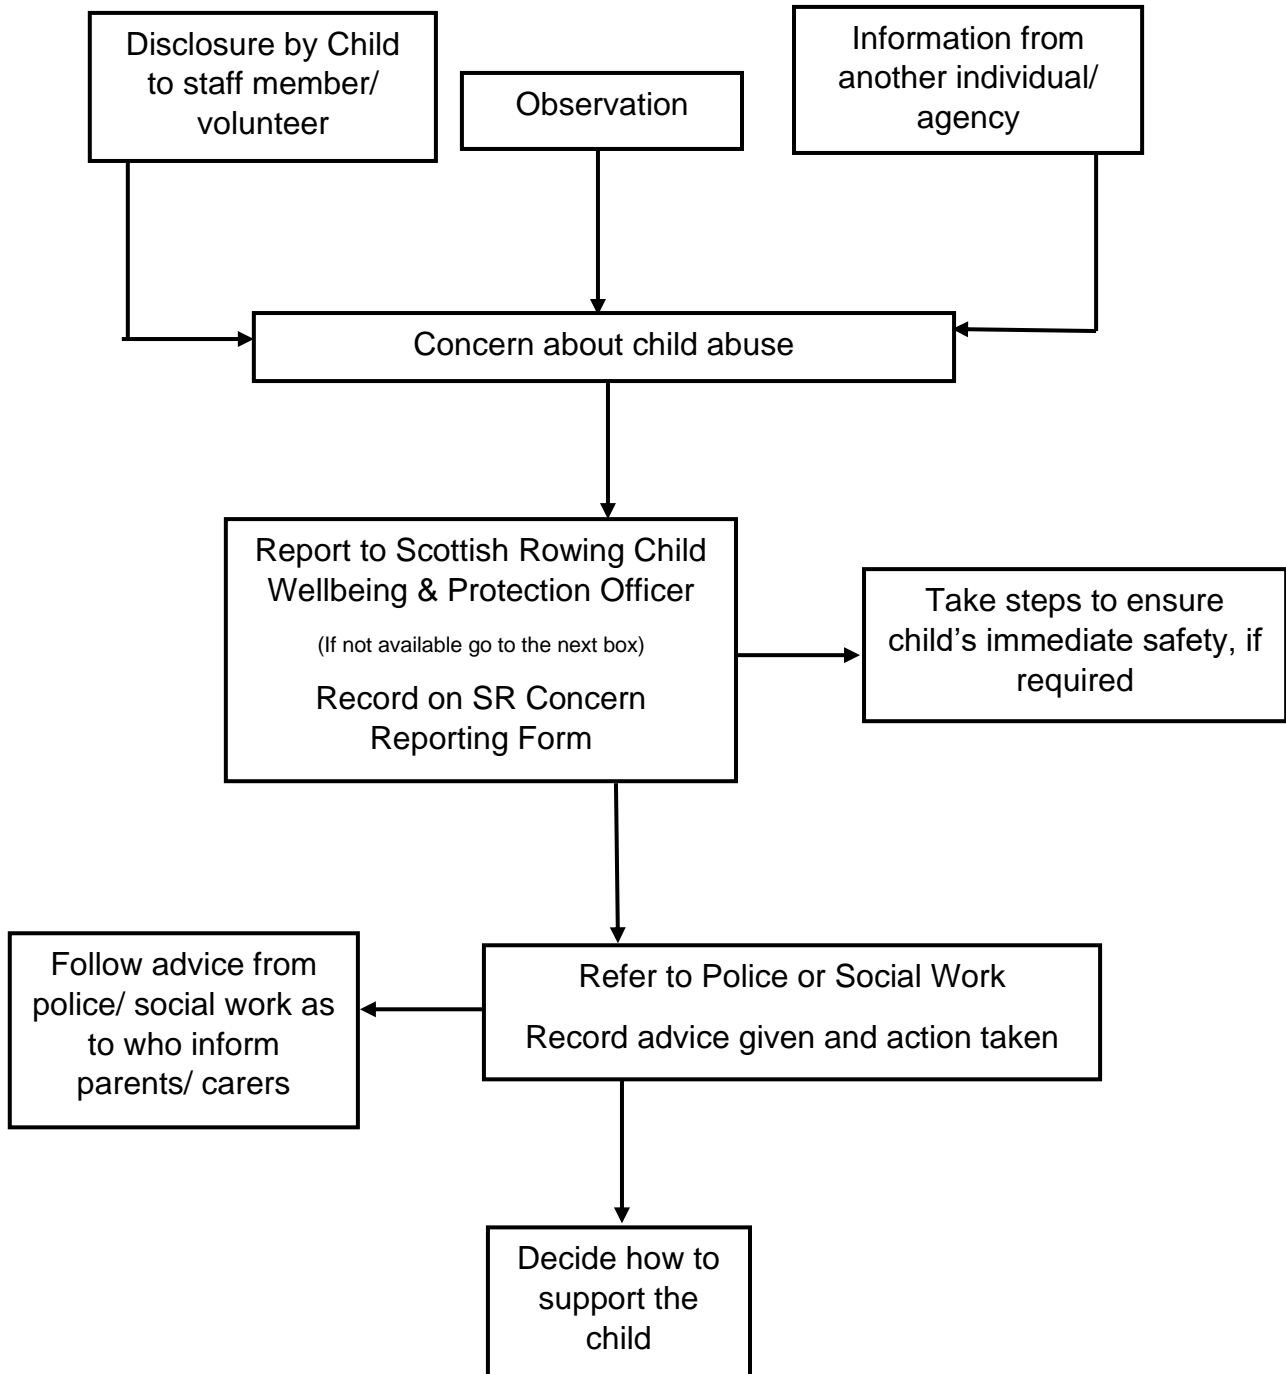 Disclosure by Child
to staff member/
volunteer
Observation
Information from
another individual/
agency
Concern about child abuse
Report to Scottish Rowing Child
Wellbeing & Protection Officer
(If not available go to the next box)
Record on SR Concern
Reporting Form
Take steps to ensure
child’s immediate safety, if
required
Follow advice from
police/ social work as
to who inform
parents/ carers
Refer to Police or Social Work
Record advice given and action taken
Decide how to
support the
child